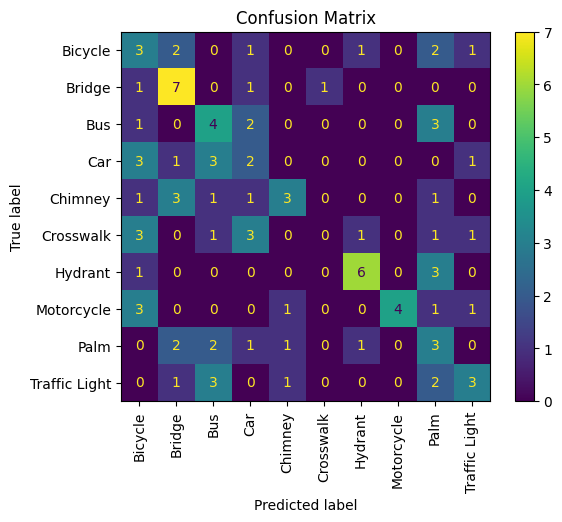 Confusion Matrix
Bicycle 3 2 0 1 0 0 1 0 2 1
Bridge 1 7 0 1 0 1 0 0 0 0
Bus 1 0 4 2 0 0 0 0 3 0
Car 3 1 3 2 0 0 0 0 0 1
Chimney 1 3 1 1 3 0 0 0 1 0
Crosswalk 3 0 1 3 0 0 1 0 1 1
Hydrant 1 0 0 0 0 0 6 0 3 0
Motorcycle 3 0 0 0 1 0 0 4 1 1
Palm 0 2 2 1 1 0 1 0 3 0
Traffic Light 0 1 3 0 1 0 0 0 2 3
True label
Bicycle Bridge Bus Car Chimney Crosswalk Hydrant Motorcycle Palm Traffic Light
Predicted label
7
6
5
4
3
2
1
0